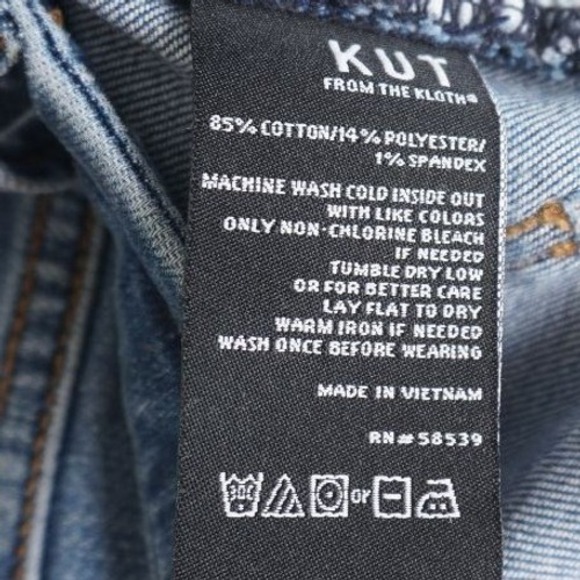 KUT
FROM THE KLOTH®
85% COTTON/14% POLYESTER/
1% SPANDEX
MACHINE WASH COLD INSIDE OUT
WITH LIKE COLORS
ONLY NON-CHLORINE BLEACH
IF NEEDED
TUMBLE DRY LOW
OR FOR BETTER CARE
LAY FLAT TO DRY
WARM IRON IF NEEDED
WASH ONCE BEFORE WEARING
MADE IN VIETNAM
RN#58539
30C or